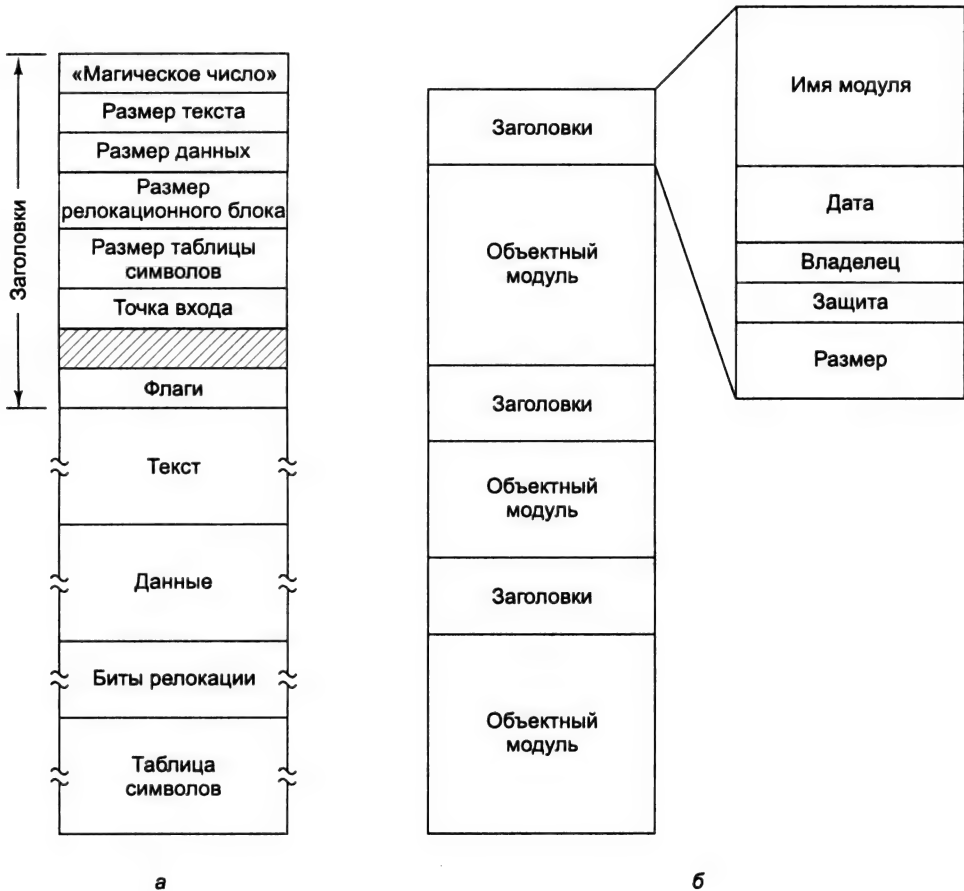 Заголовки
«Магическое число»
Размер текста
Размер данных
Размер
релокационного блока
Размер таблицы
символов
Точка входа
Флаги
Текст
Данные
Биты релокации
Таблица
символов
а
Заголовки
Объектный
модуль
Заголовки
Объектный
модуль
Заголовки
Объектный
модуль
Имя модуля
Дата
Владелец
Защита
Размер
б